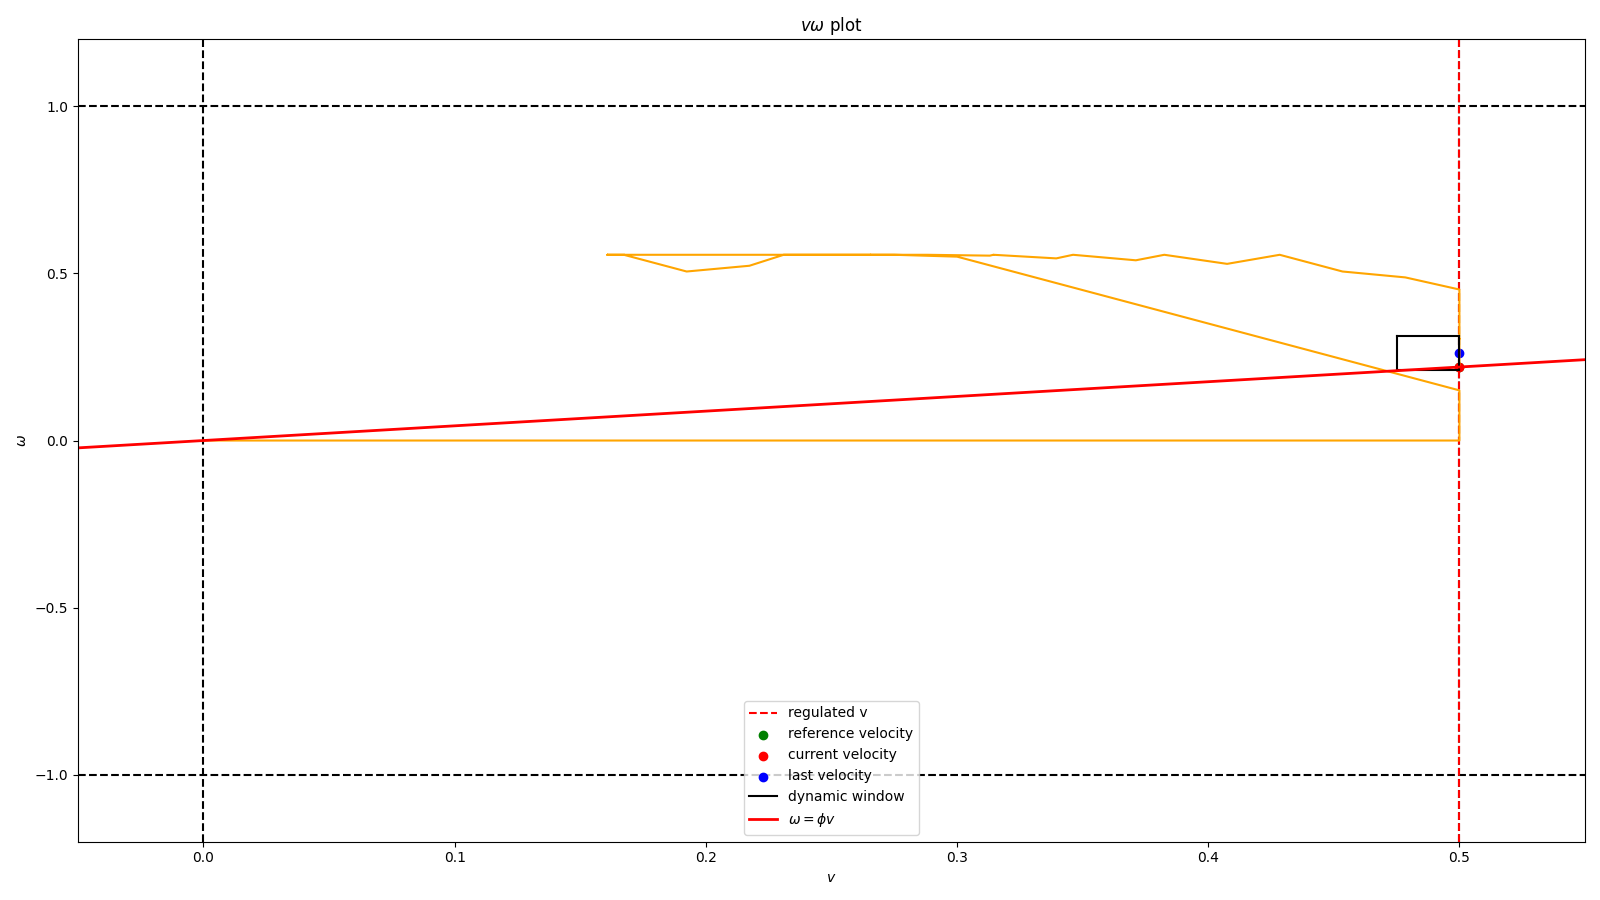 vω plot
1.0
0.5
0.0
−0.5
−1.0
ω
0.0 0.1 0.2 0.3 0.4 0.5
v
regulated v
reference velocity
current velocity
last velocity
dynamic window
ω = ϕv